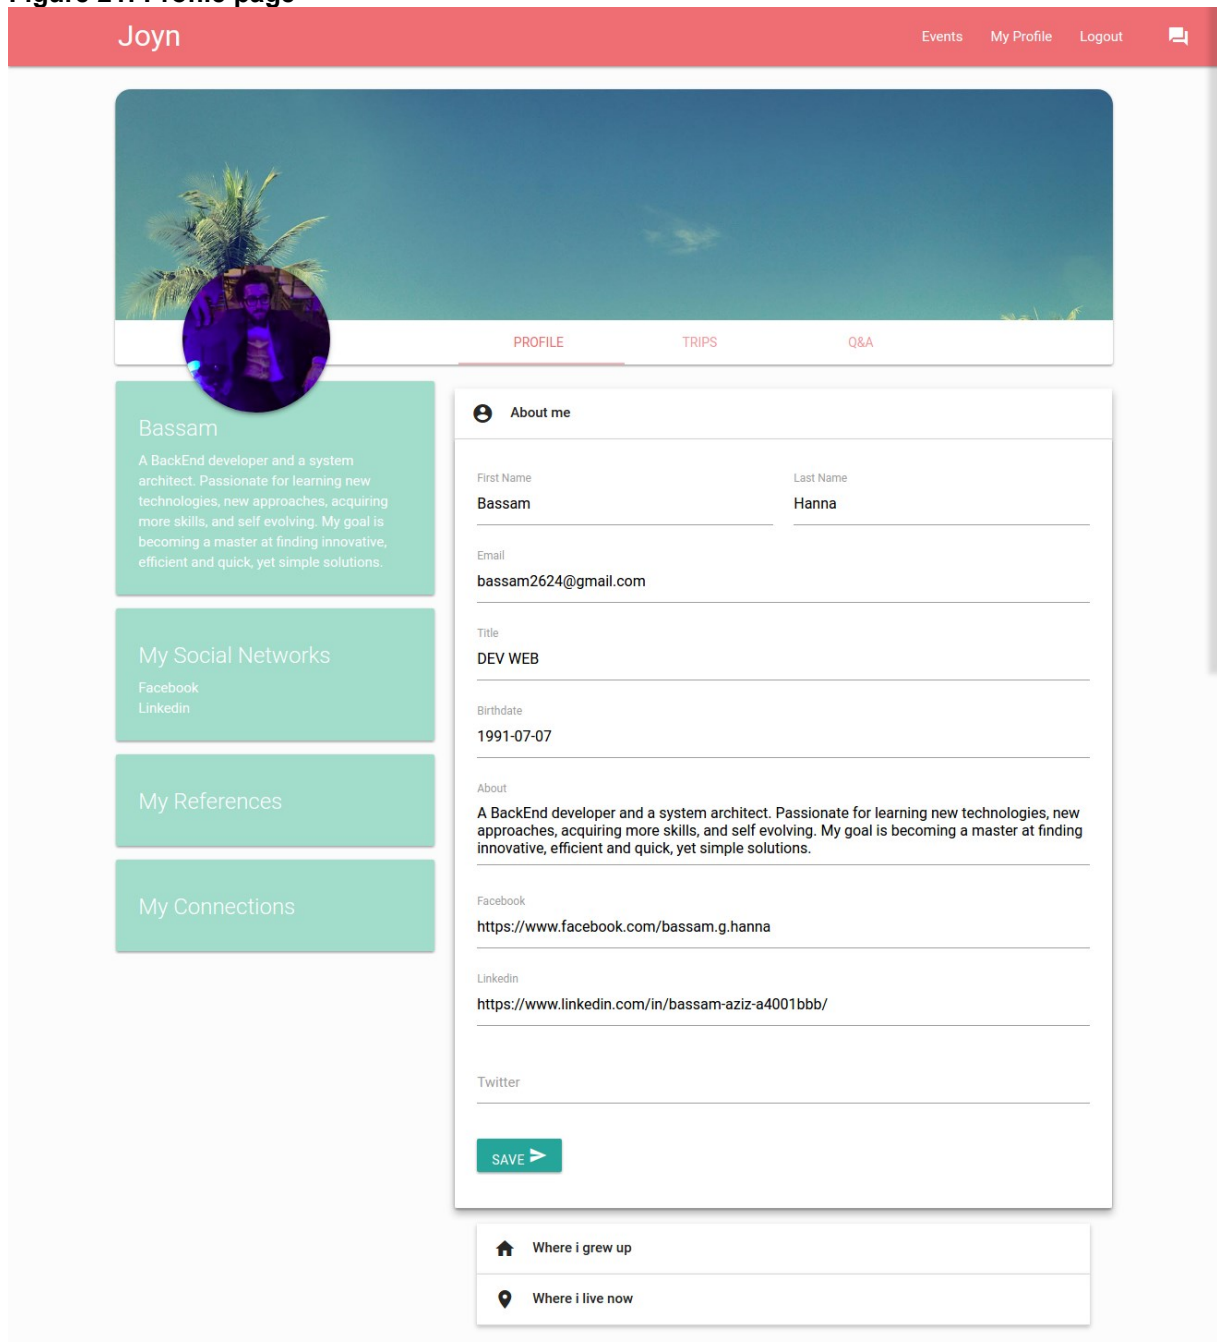 Figure 21: Profile page
Joyn
Events My Profile Logout
PROFILE TRIPS Q&A
Bassam
A BackEnd developer and a system
architect. Passionate for learning new
technologies, new approaches, acquiring
more skills, and self evolving. My goal is
becoming a master at finding innovative,
efficient and quick, yet simple solutions.
My Social Networks
Facebook
Linkedin
My References
My Connections
About me
First Name Last Name
Bassam Hanna
Email
bassam2624@gmail.com
Title
DEV WEB
Birthdate
1991-07-07
About
A BackEnd developer and a system architect. Passionate for learning new technologies, new
approaches, acquiring more skills, and self evolving. My goal is becoming a master at finding
innovative, efficient and quick, yet simple solutions.
Facebook
https://www.facebook.com/bassam.g.hanna
Linkedin
https://www.linkedin.com/in/bassam-aziz-a4001bbb/
Twitter
SAVE
Where i grew up
Where i live now